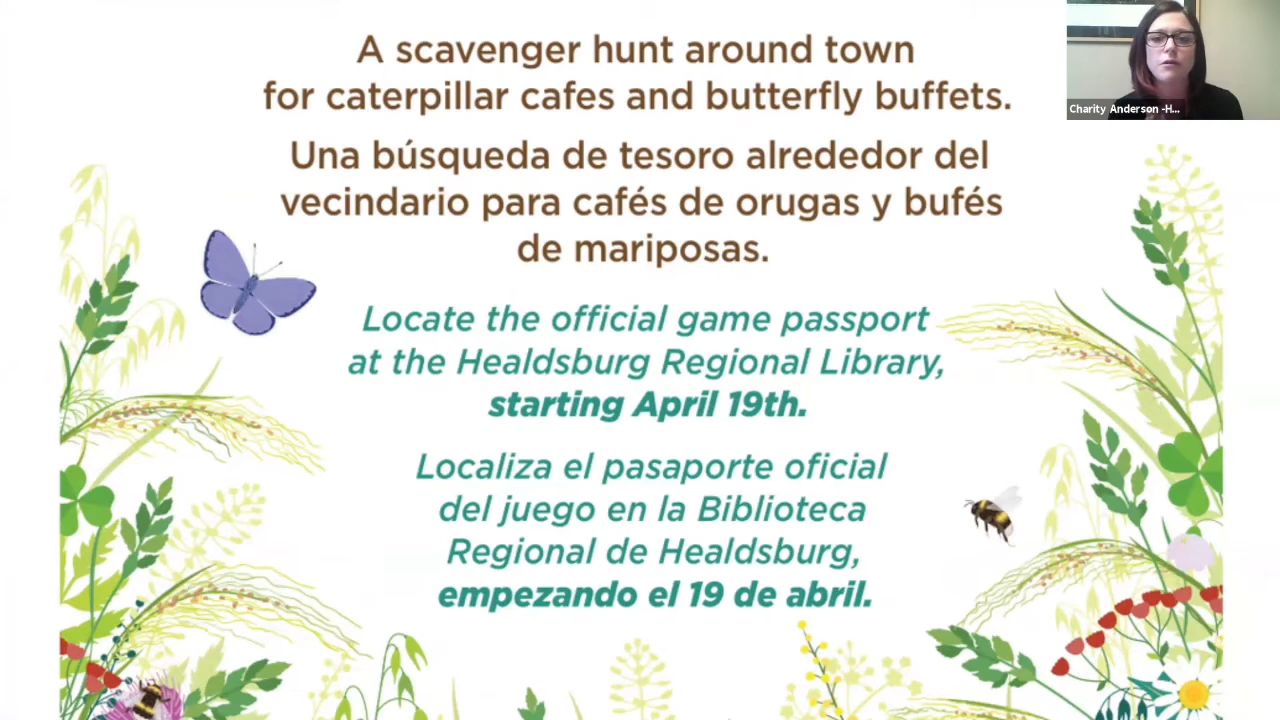 A scavenger hunt around town
for caterpillar cafes and butterfly buffets.
Una búsqueda de tesoro alrededor del
vecindario para cafés de orugas y bufés
de mariposas.
Locate the official game passport
at the Healdsburg Regional Library,
starting April 19th.
Localiza el pasaporte oficial
del juego en la Biblioteca
Regional de Healdsburg,
empezando el 19 de abril.
Charity Anderson -H...